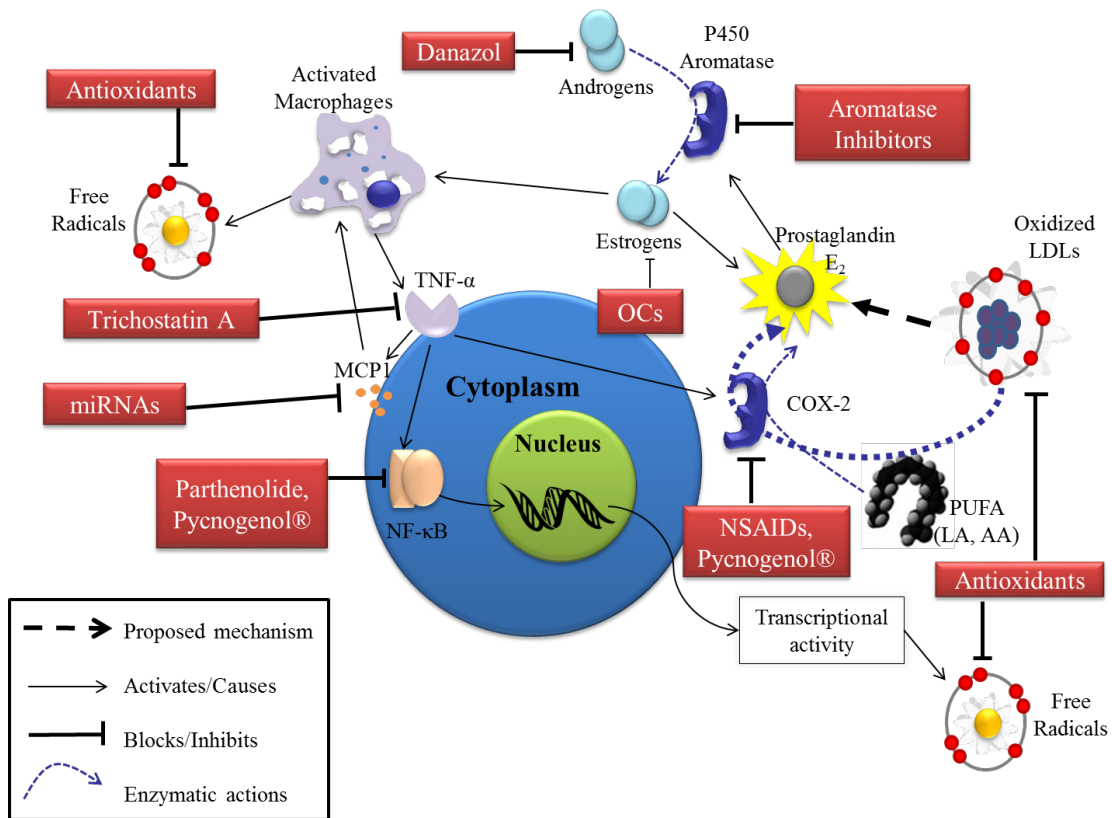 Danazol
P450
Aromatase
Androgens
Activated
Macrophages
Antioxidants
Aromatase
Inhibitors
Free
Radicals
Estrogens
Prostaglandin
E₂
Oxidized
LDLs
TNF-α
OCs
Trichostatin A
MCP1
Cytoplasm
miRNAs
COX-2
Nucleus
Parthenolide,
Pycnogenol®
NF-κB
NSAIDs,
Pycnogenol®
PUFA
(LA, AA)
Antioxidants
Transcriptional
activity
Free
Radicals
Proposed mechanism
Activates/Causes
Blocks/Inhibits
Enzymatic actions